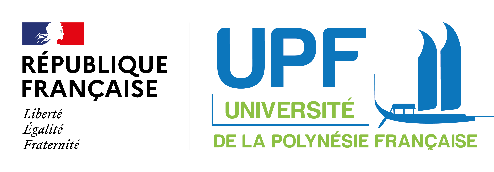 RÉPUBLIQUE
FRANÇAISE
Liberté
Égalité
Fraternité
UPF
UNIVERSITÉ
DE LA POLYNÉSIE FRANÇAISE